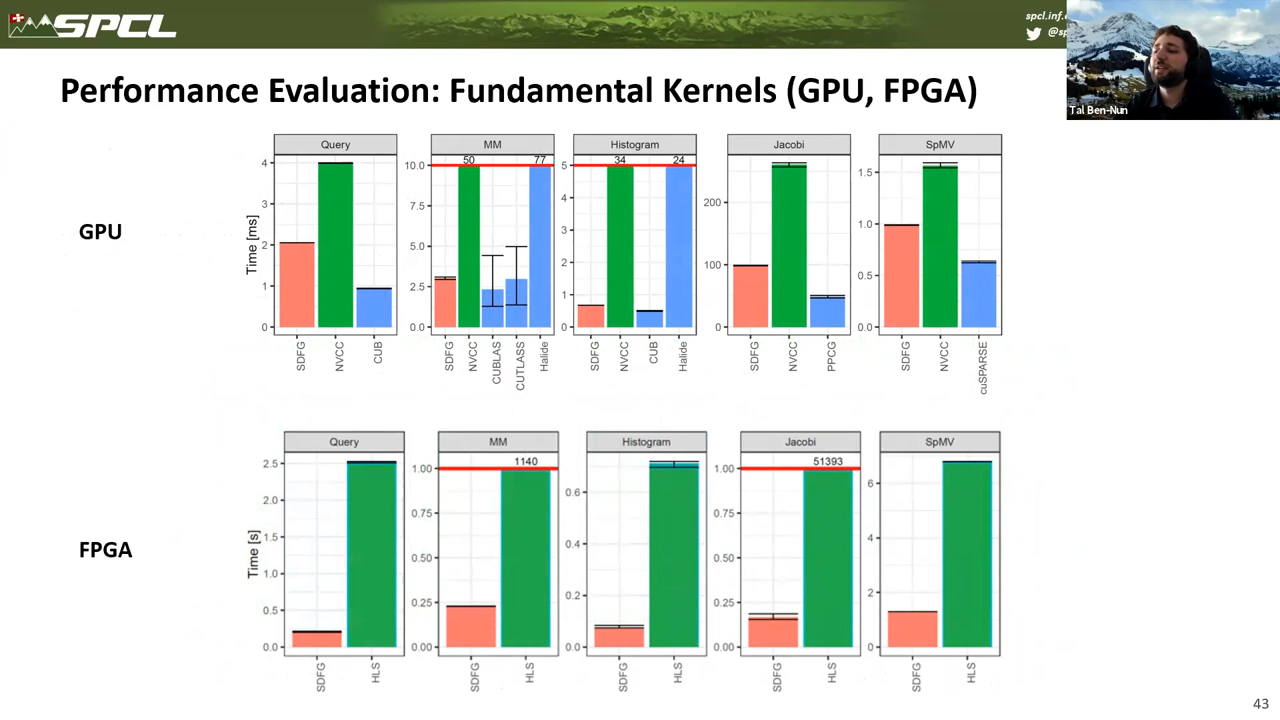 SPCL
spcl.inf.e
@sp
Tal Ben-Nun
Performance Evaluation: Fundamental Kernels (GPU, FPGA)
GPU
Query
MM
Histogram
Jacobi
SpMV
Time [ms]
4
3
2
1
0
10.0
7.5
5.0
2.5
0.0
50
77
5
4
3
2
1
0
34
24
200
100
0
1.5
1.0
0.5
0.0
SDFG
NVCC
CUB
SDFG
NVCC
CUBLAS
CUTLASS
Halide
SDFG
NVCC
CUB
Halide
SDFG
NVCC
PPCG
SDFG
NVCC
cuSPARSE
FPGA
Query
MM
Histogram
Jacobi
SpMV
Time [s]
2.5
2.0
1.5
1.0
0.5
0.0
1.00
0.75
0.50
0.25
0.00
1140
0.6
0.4
0.2
0.0
1.00
0.75
0.50
0.25
0.00
51393
6
4
2
0
SDFG
HLS
SDFG
HLS
SDFG
HLS
SDFG
HLS
SDFG
HLS
43